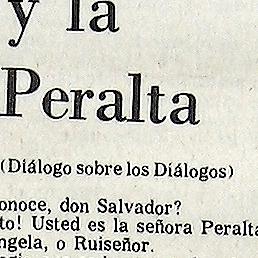 y la
Peralta
(Diálogo sobre los Diálogos)
onoce, don Salvador?
to! Usted es la señora Peralta
ngela, o Ruiseñor.